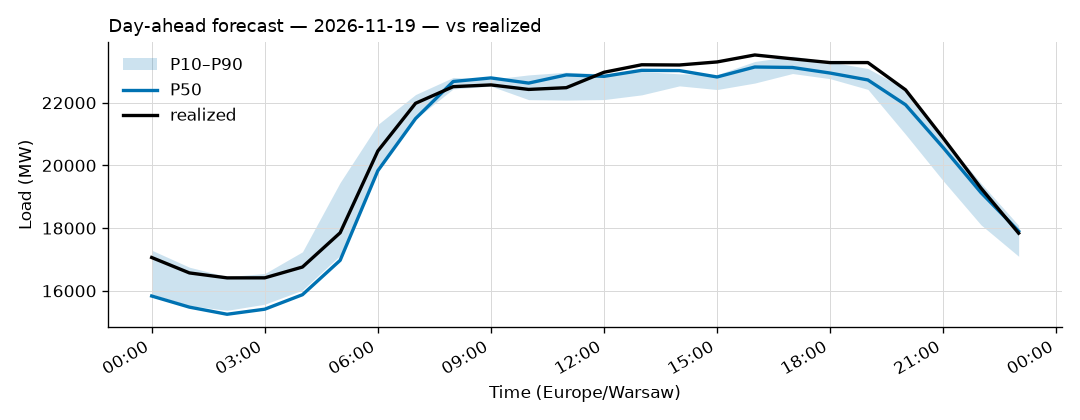 Day-ahead forecast — 2026-11-19 — vs realized
P10–P90
P50
realized
Load (MW)
22000
20000
18000
16000
00:00 03:00 06:00 09:00 12:00 15:00 18:00 21:00 00:00
Time (Europe/Warsaw)